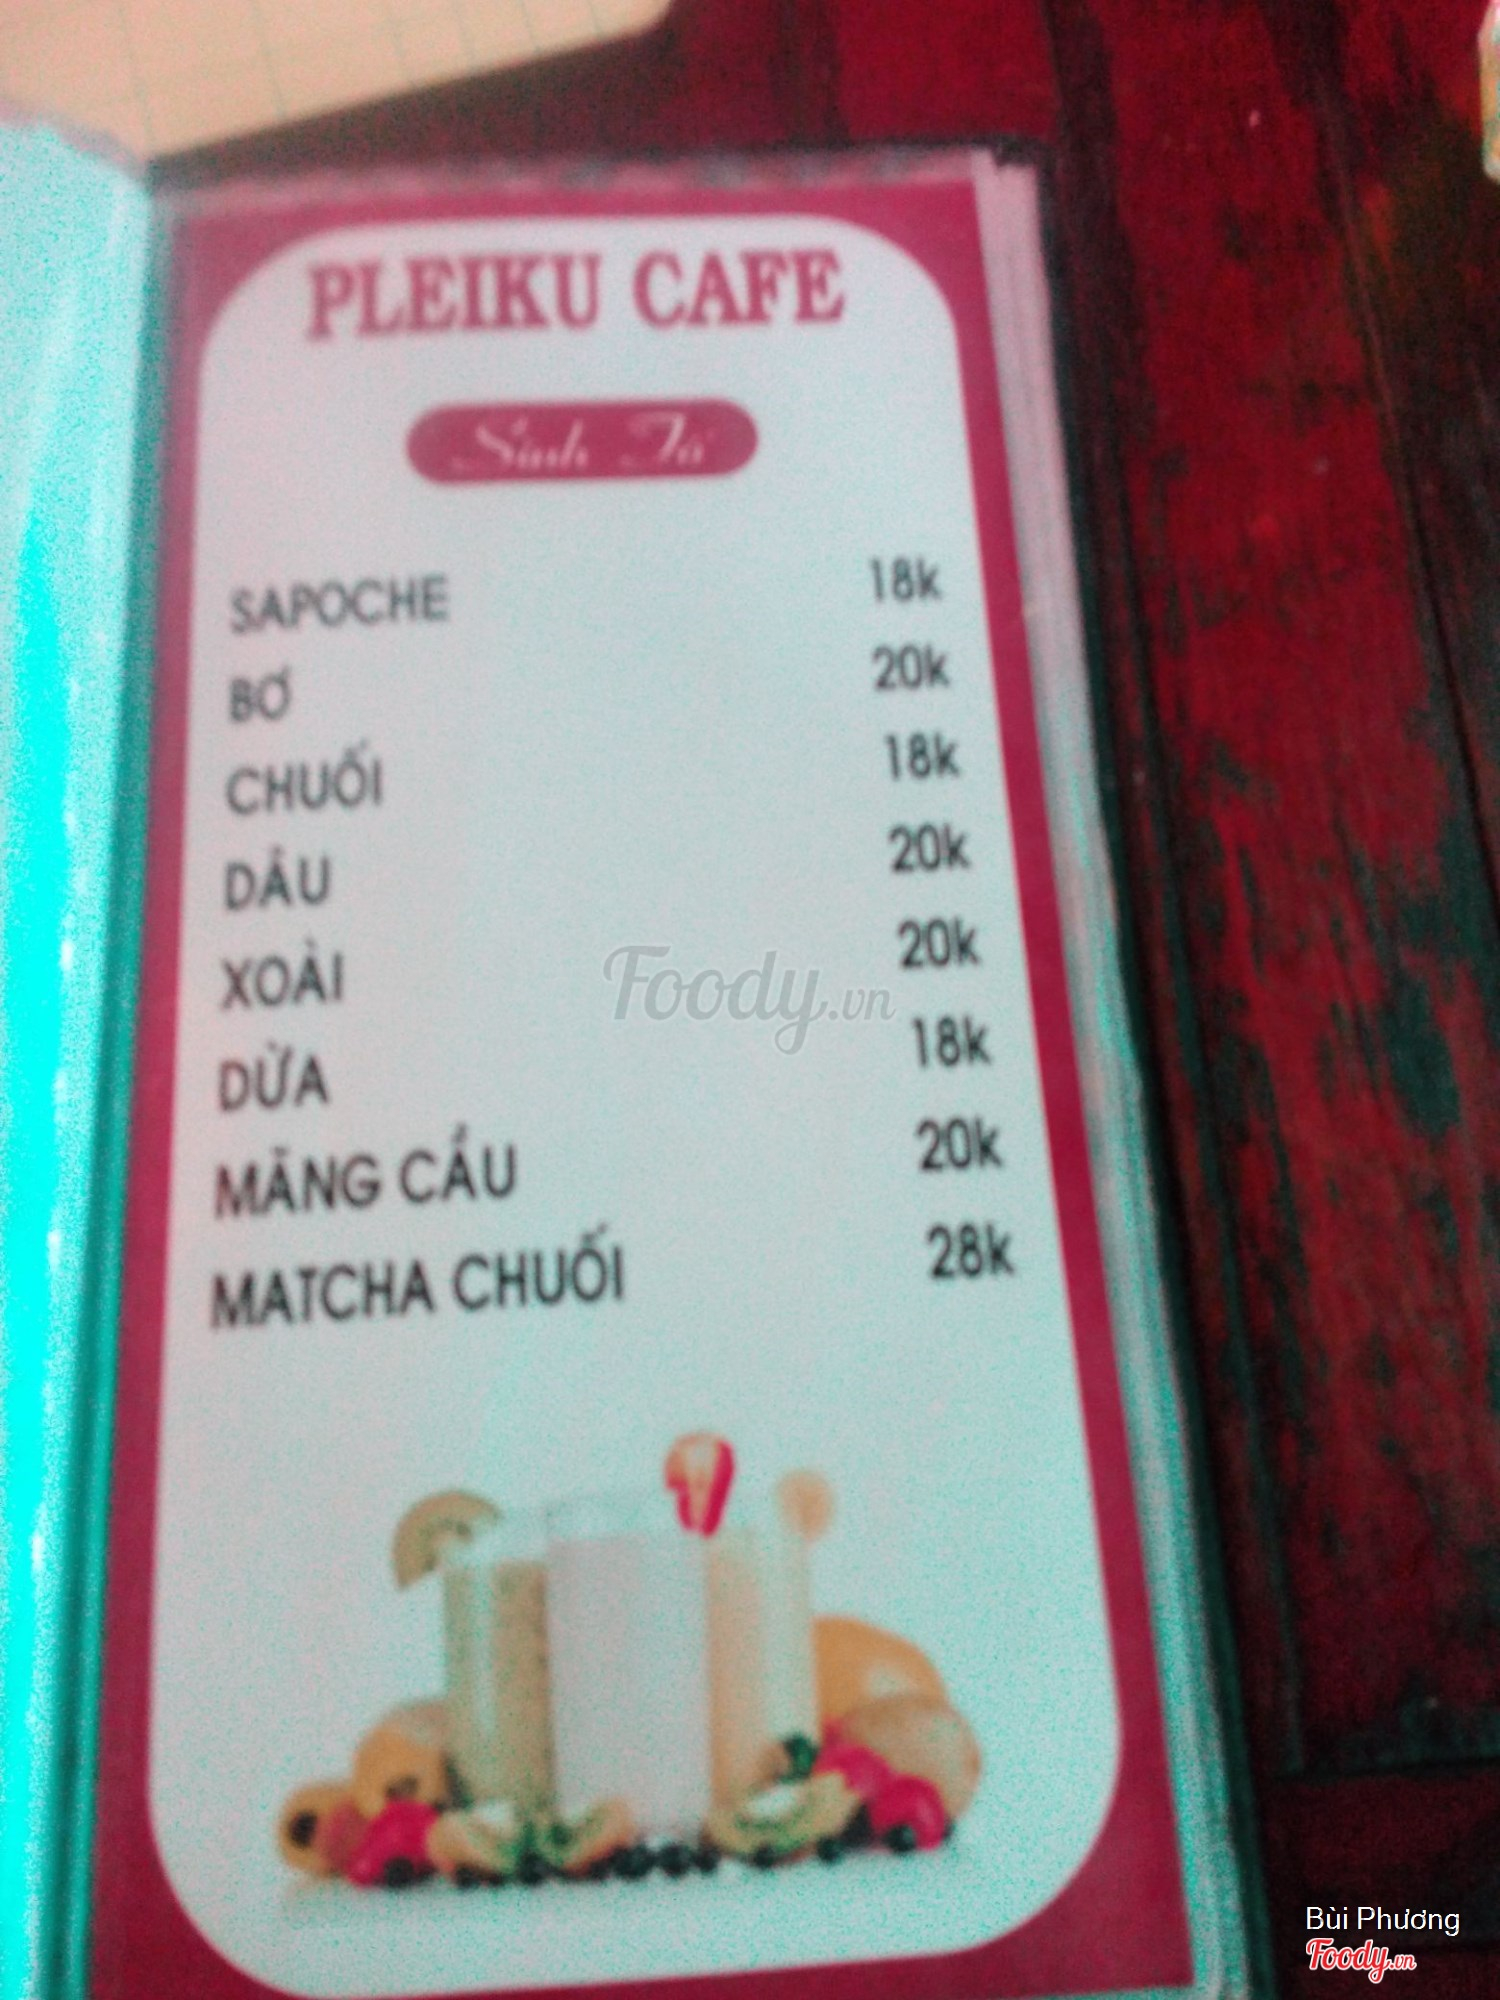 PLEIKU CAFE
Sinh Tố
SAPOCHE 18k
BƠ 20k
CHUỐI 18k
DÂU 20k
XOÀI 20k
DỪA 18k
MÃNG CẦU 20k
MATCHA CHUỐI 28k
Foody.vn
Bùi Phương
Foody.vn